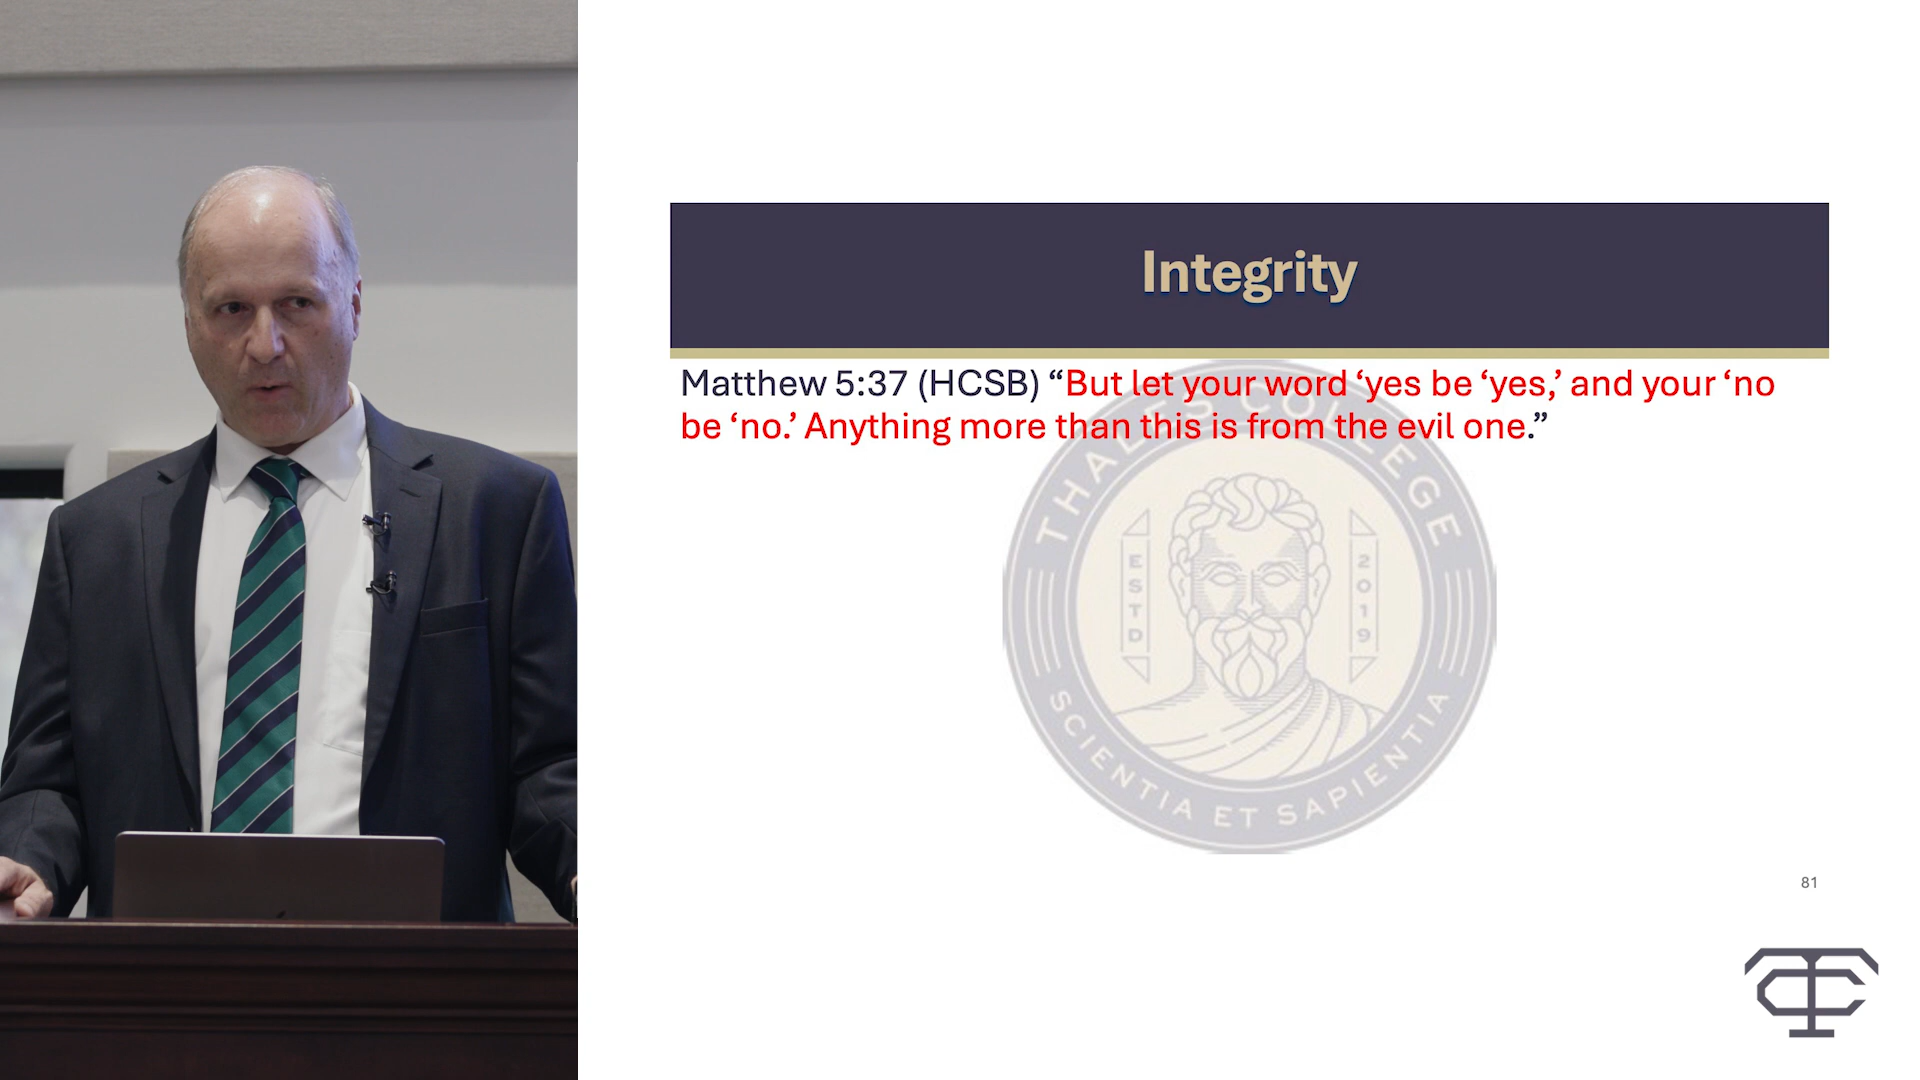 Integrity
Matthew 5:37 (HCSB) “But let your word ‘yes be ‘yes,’ and your ‘no
be ‘no.’ Anything more than this is from the evil one.”
THALES COLLEGE
ESTD
2019
SCIENTIA ET SAPIENTIA
81
TC